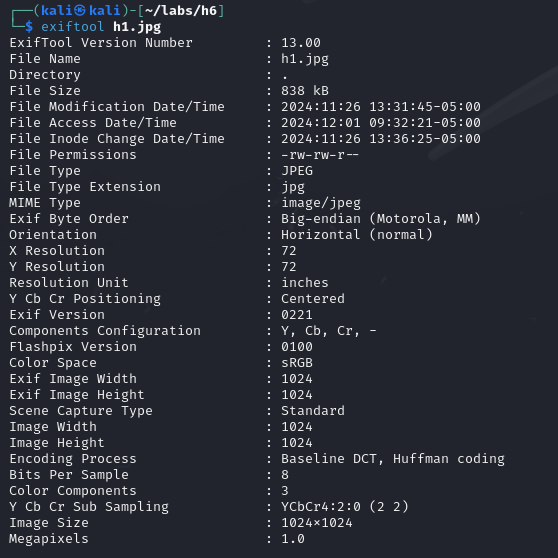 ┌──(kali㉿kali)-[~/labs/h6]
└─$ exiftool h1.jpg
ExifTool Version Number         : 13.00
File Name                       : h1.jpg
Directory                       : .
File Size                       : 838 kB
File Modification Date/Time     : 2024:11:26 13:31:45-05:00
File Access Date/Time           : 2024:12:01 09:32:21-05:00
File Inode Change Date/Time     : 2024:11:26 13:36:25-05:00
File Permissions                : -rw-rw-r--
File Type                       : JPEG
File Type Extension             : jpg
MIME Type                       : image/jpeg
Exif Byte Order                 : Big-endian (Motorola, MM)
Orientation                     : Horizontal (normal)
X Resolution                    : 72
Y Resolution                    : 72
Resolution Unit                 : inches
Y Cb Cr Positioning             : Centered
Exif Version                    : 0221
Components Configuration        : Y, Cb, Cr, -
Flashpix Version                : 0100
Color Space                     : sRGB
Exif Image Width                : 1024
Exif Image Height               : 1024
Scene Capture Type              : Standard
Image Width                     : 1024
Image Height                    : 1024
Encoding Process                : Baseline DCT, Huffman coding
Bits Per Sample                 : 8
Color Components                : 3
Y Cb Cr Sub Sampling            : YCbCr4:2:0 (2 2)
Image Size                      : 1024×1024
Megapixels                      : 1.0